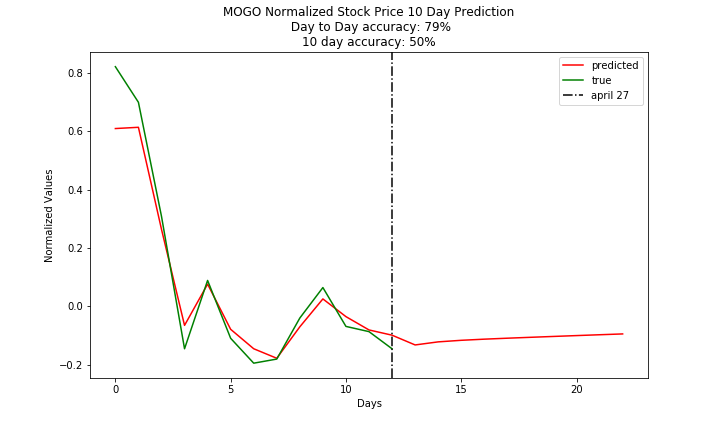 MOGO Normalized Stock Price 10 Day Prediction
Day to Day accuracy: 79%
10 day accuracy: 50%
predicted
true
april 27
0.8
0.6
0.4
0.2
0.0
−0.2
Normalized Values
0
5
10
15
20
Days